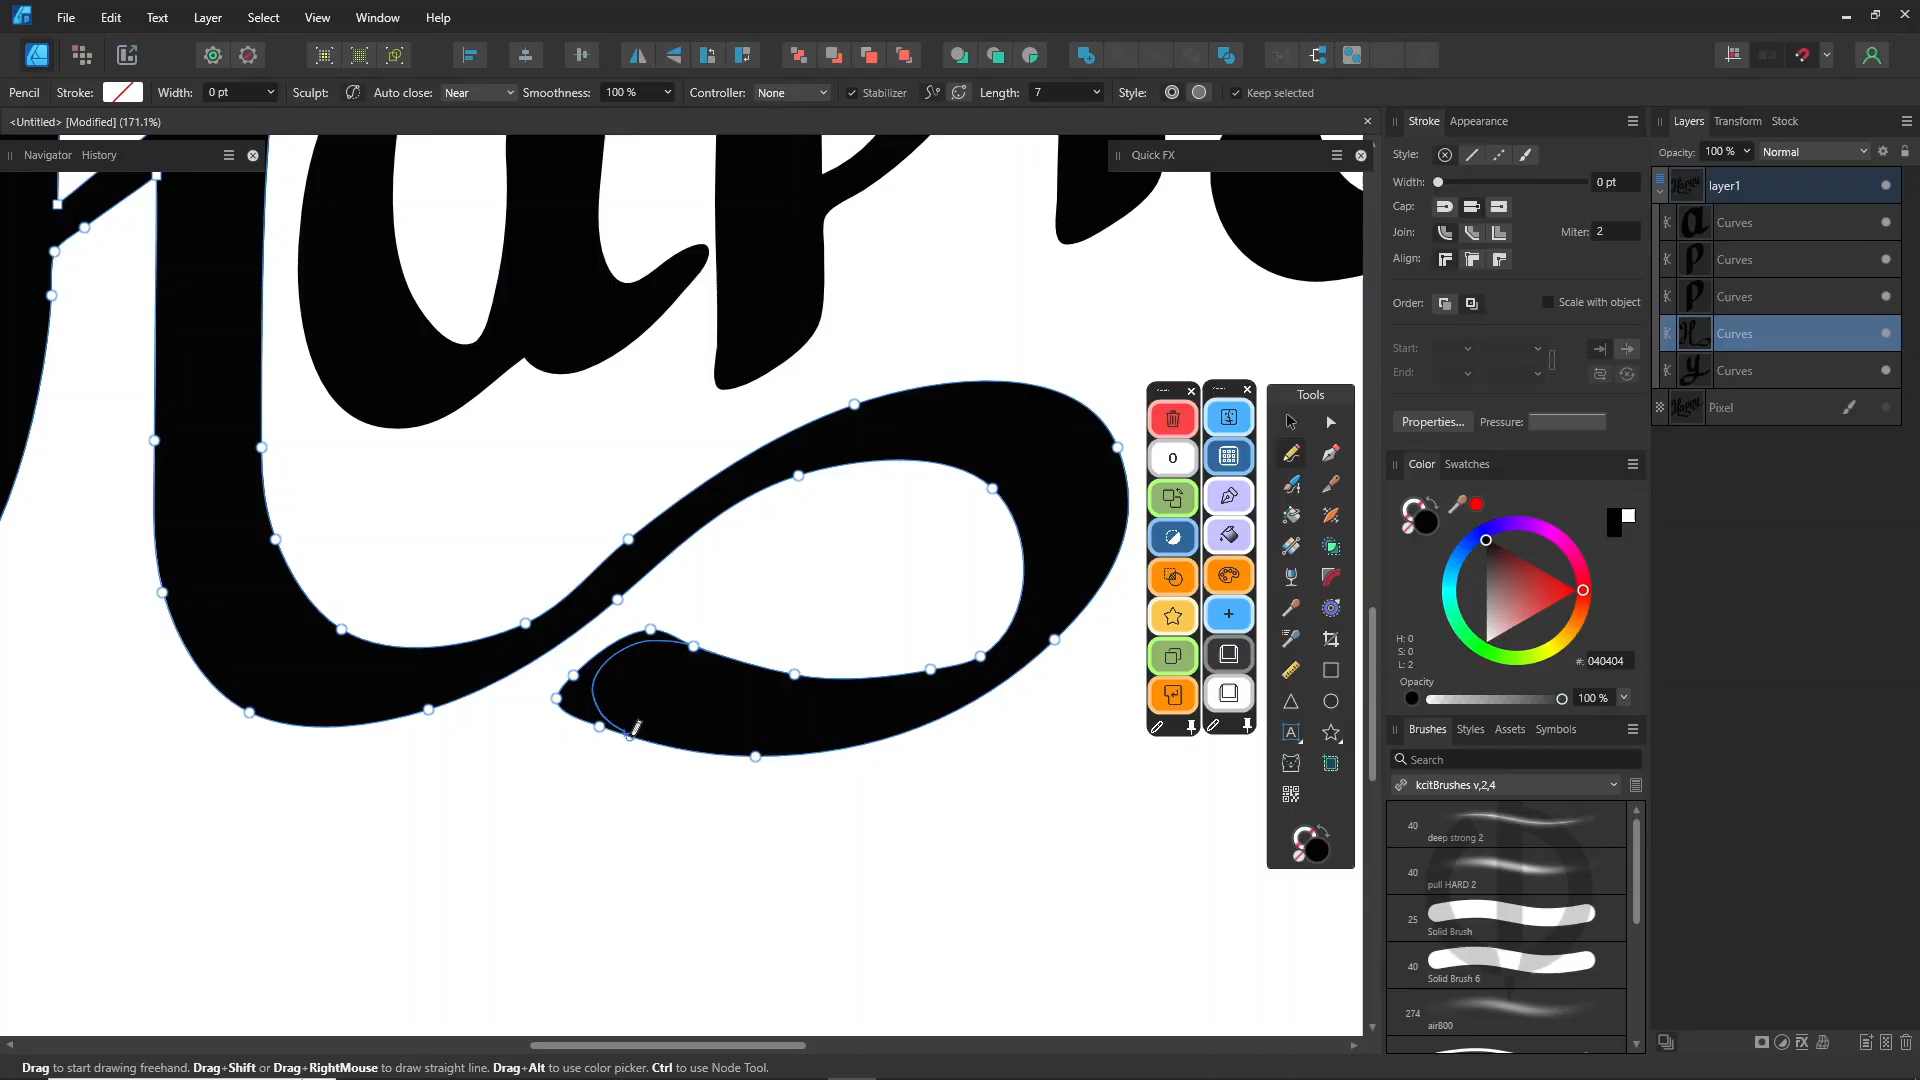 File Edit Text Layer Select View Window Help
Pencil Stroke: Width: 0 pt Sculpt: Auto close: Near Smoothness: 100 % Controller: None Stabilizer Length: 7 Style: Keep selected
<Untitled> [Modified] (171.1%)
Navigator History
Quick FX
Tools
0
A
Stroke Appearance
Style:
Width: 0 pt
Cap:
Join: Miter: 2
Align:
Order: Scale with object
Start:
End:
Properties... Pressure:
Color Swatches
H: 0
S: 0
L: 2
#: 040404
Opacity
100 %
Brushes Styles Assets Symbols
Search
kcitBrushes v,2,4
40 deep strong 2
40 pull HARD 2
25 Solid Brush
40 Solid Brush 6
274 airB00
Layers Transform Stock
Opacity: 100 % Normal
layer1
Curves
Curves
Curves
Curves
Curves
Pixel
Drag to start drawing freehand. Drag+Shift or Drag+RightMouse to draw straight line. Drag+Alt to use color picker. Ctrl to use Node Tool.